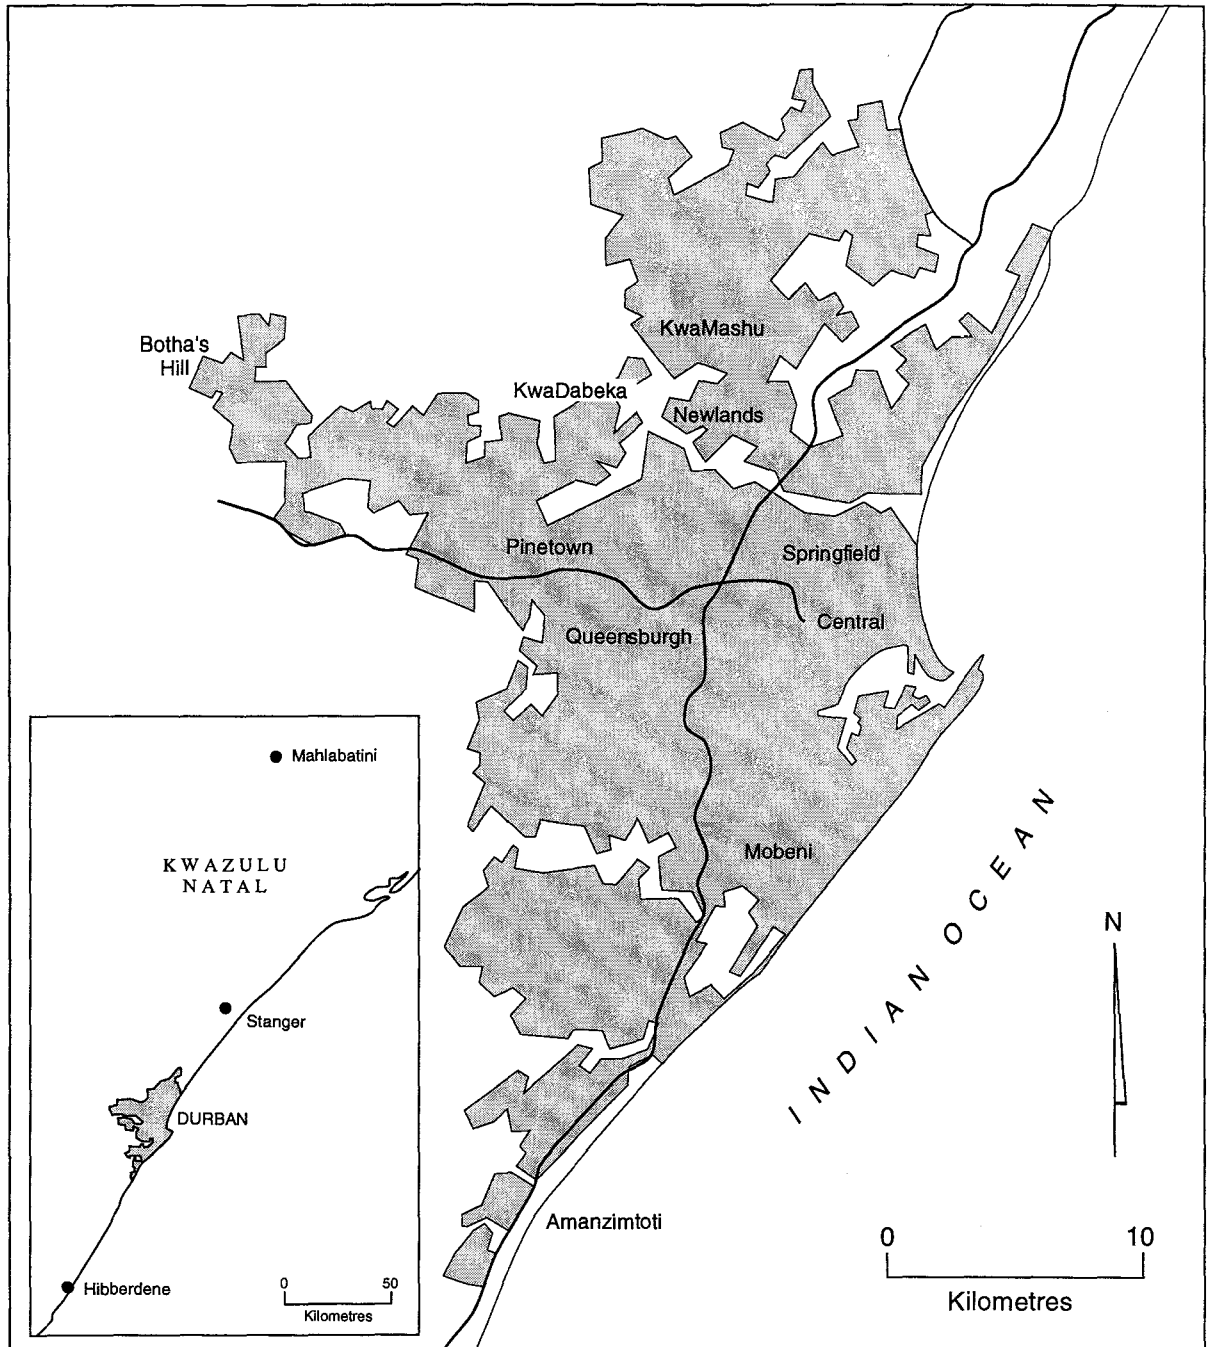 Botha's
Hill
KwaMashu
KwaDabeka
Newlands
Pinetown
Springfield
Central
Queensburgh
Mobeni
INDIAN OCEAN
Amanzimtoti
N
0 10
Kilometres
Mahlabatini
KWAZULU
NATAL
Stanger
DURBAN
Hibberdene
0 50
Kilometres